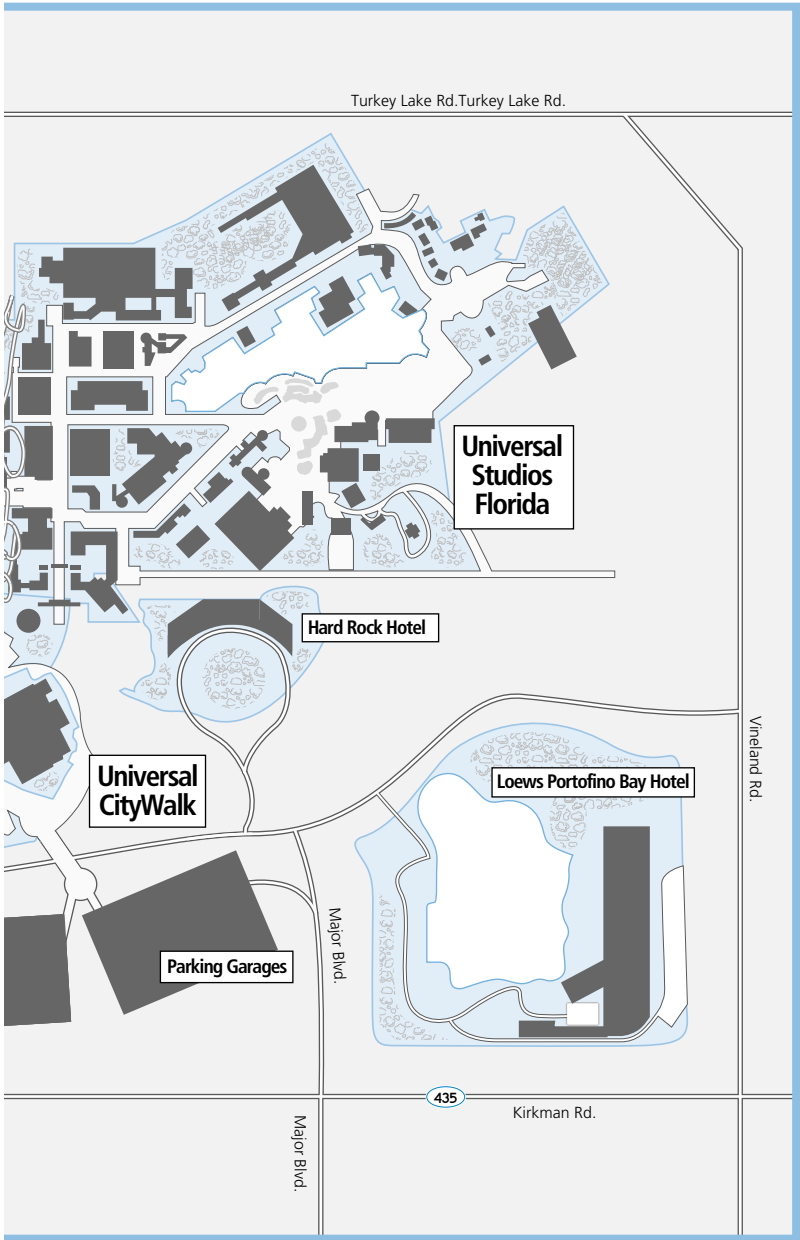 Turkey Lake Rd.Turkey Lake Rd.
Universal
Studios
Florida
Hard Rock Hotel
Vineland Rd.
Universal
CityWalk
Loews Portofino Bay Hotel
Major Blvd.
Parking Garages
435
Kirkman Rd.
Major Blvd.